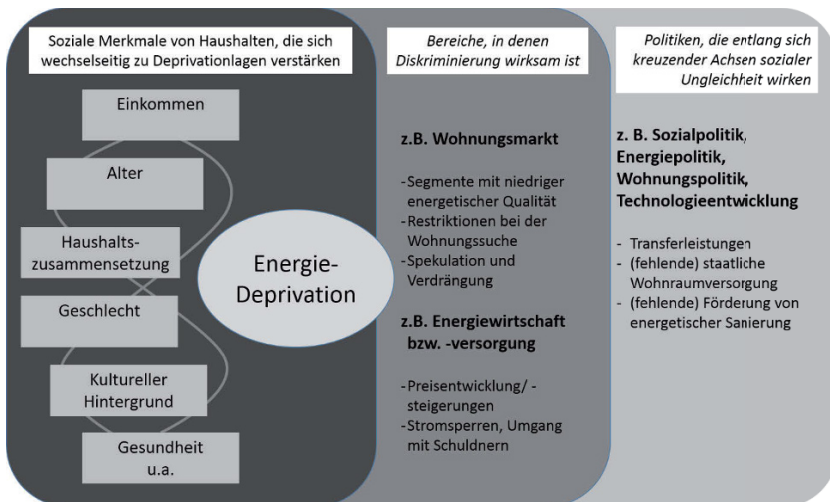 Soziale Merkmale von Haushalten, die sich
wechselseitig zu Deprivationlagen verstärken
Einkommen
Alter
Haushalts-
zusammensetzung
Geschlecht
Kultureller
Hintergrund
Gesundheit
u.a.
Energie-
Deprivation
Bereiche, in denen
Diskriminierung wirksam ist
z.B. Wohnungsmarkt
-Segmente mit niedriger
energetischer Qualität
-Restriktionen bei der
Wohnungssuche
-Spekulation und
Verdrängung
z.B. Energiewirtschaft
bzw. -versorgung
-Preisentwicklung/ -
steigerungen
-Stromsperren, Umgang
mit Schuldnern
Politiken, die entlang sich
kreuzender Achsen sozialer
Ungleichheit wirken
z. B. Sozialpolitik,
Energiepolitik,
Wohnungspolitik,
Technologieentwicklung
- Transferleistungen
- (fehlende) staatliche
Wohnraumversorgung
- (fehlende) Förderung von
energetischer Sanierung